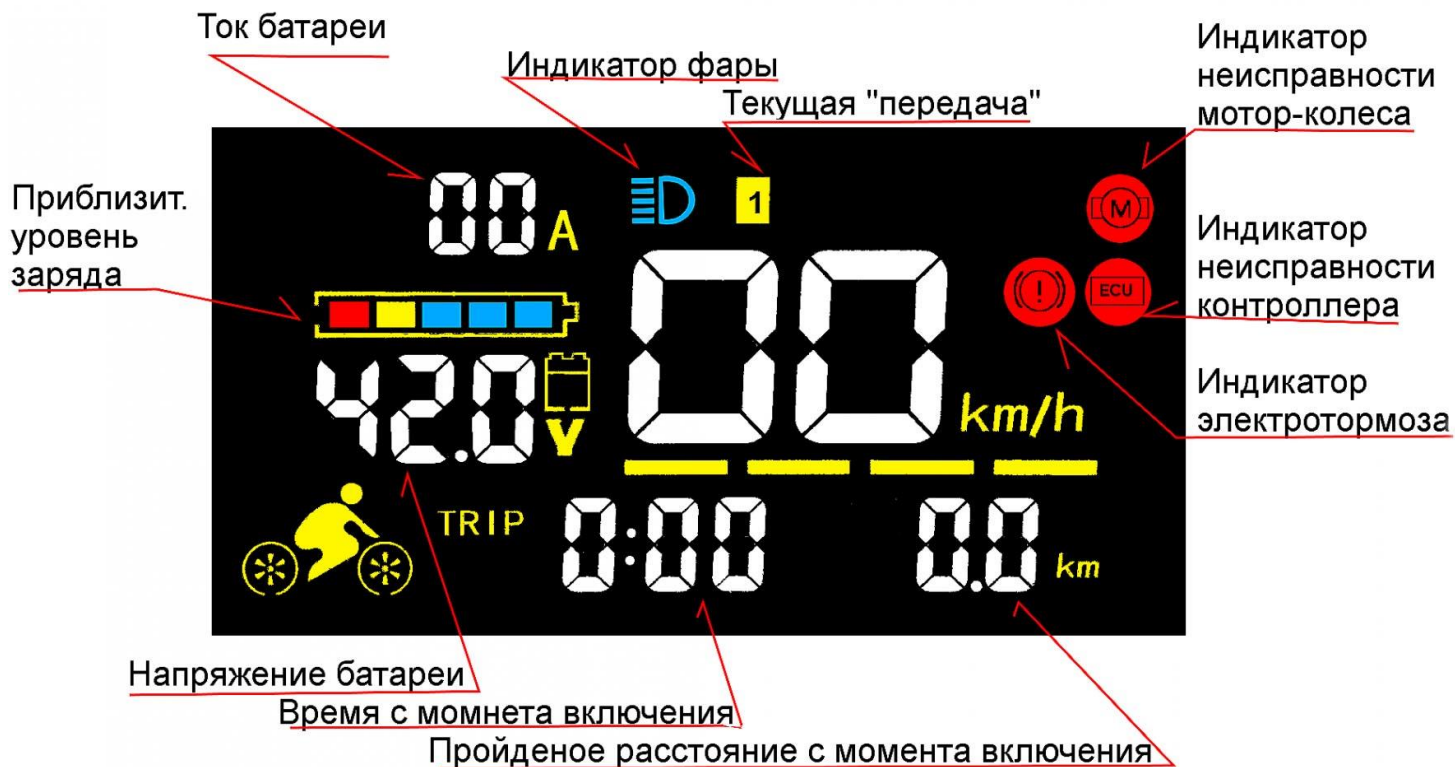 Ток батареи
Индикатор фары
Текущая "передача"
Индикатор
неисправности
мотор-колеса
Приблизит.
уровень
заряда
00 A
1
M
Индикатор
неисправности
контроллера
!
ECU
42.0 V
00 km/h
Индикатор
электротормоза
TRIP
0:00
0.0 km
Напряжение батареи
Время с момнета включения
Пройденое расстояние с момента включения